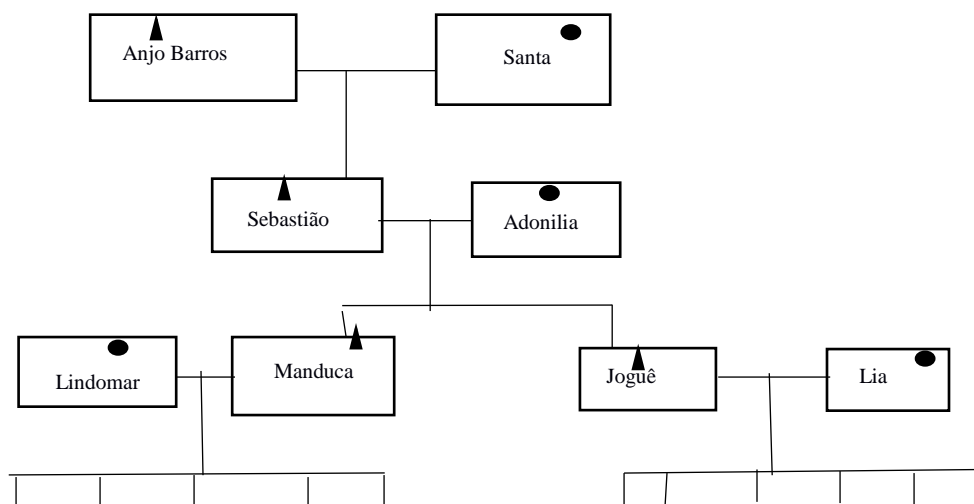 Anjo Barros
Santa
Sebastião
Adonilia
Lindomar
Manduca
Joguê
Lia